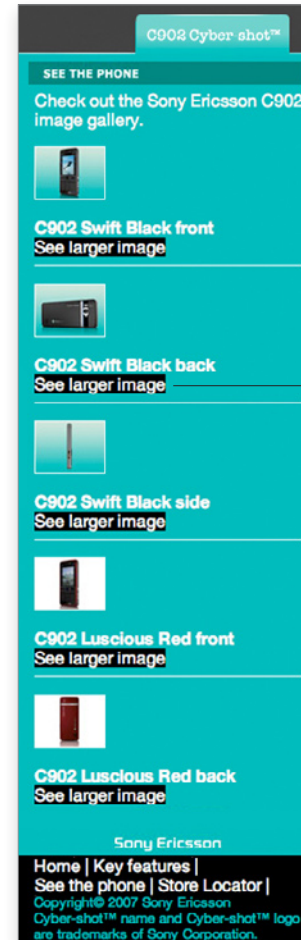 C902 Cyber shot™
SEE THE PHONE
Check out the Sony Ericsson C902
image gallery.
C902 Swift Black front
See larger image
C902 Swift Black back
See larger image
C902 Swift Black side
See larger image
C902 Luscious Red front
See larger image
C902 Luscious Red back
See larger image
Sony Ericsson
Home | Key features |
See the phone | Store Locator |
Copyright© 2007 Sony Ericsson
Cyber-shot™ name and Cyber-shot™ logo
are trademarks of Sony Corporation.